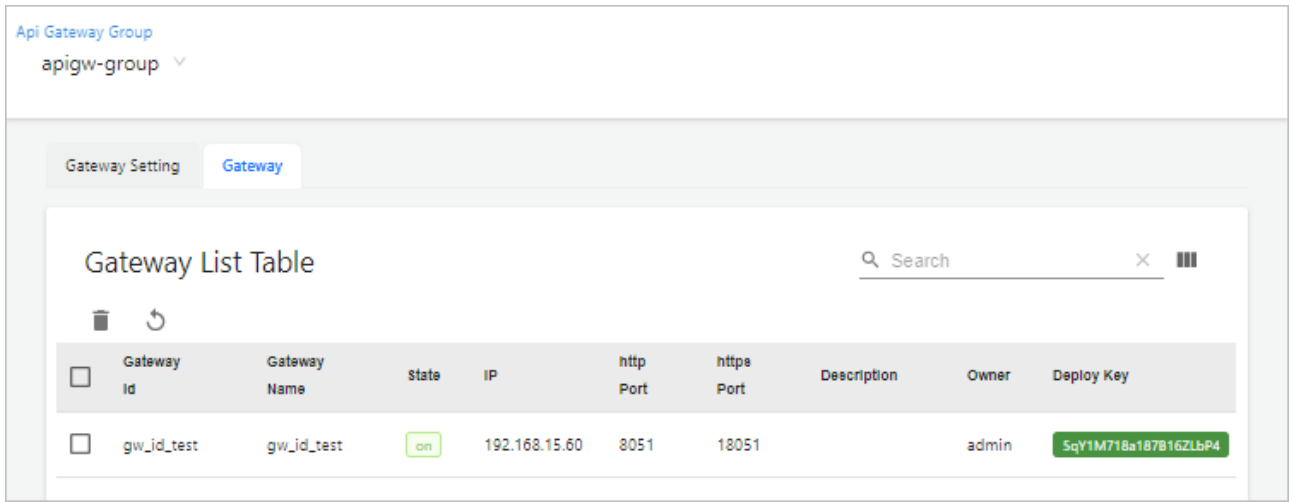 Api Gateway Group
apigw-group
Gateway Setting Gateway
Gateway List Table Search
Gateway Id Gateway Name State IP http Port https Port Description Owner Deploy Key
gw_id_test gw_id_test on 192.168.15.60 8051 18051 admin SqY1M718a187B16ZLbP4